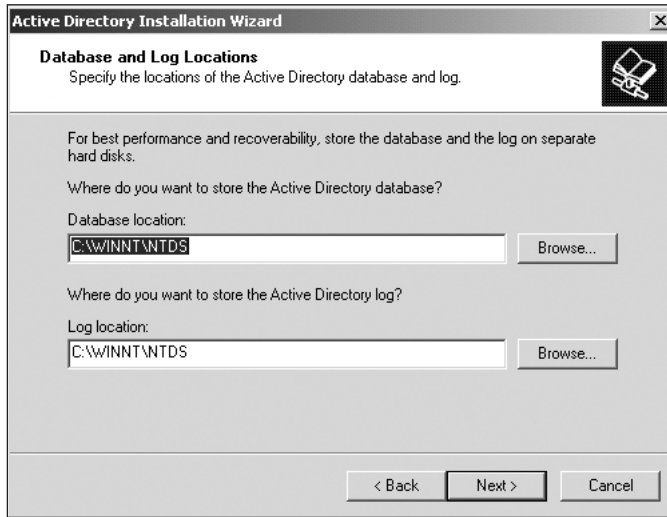 Active Directory Installation Wizard
Database and Log Locations
Specify the locations of the Active Directory database and log.
For best performance and recoverability, store the database and the log on separate
hard disks.
Where do you want to store the Active Directory database?
Database location:
C:\WINNT\NTDS
Browse...
Where do you want to store the Active Directory log?
Log location:
C:\WINNT\NTDS
Browse...
< Back Next > Cancel